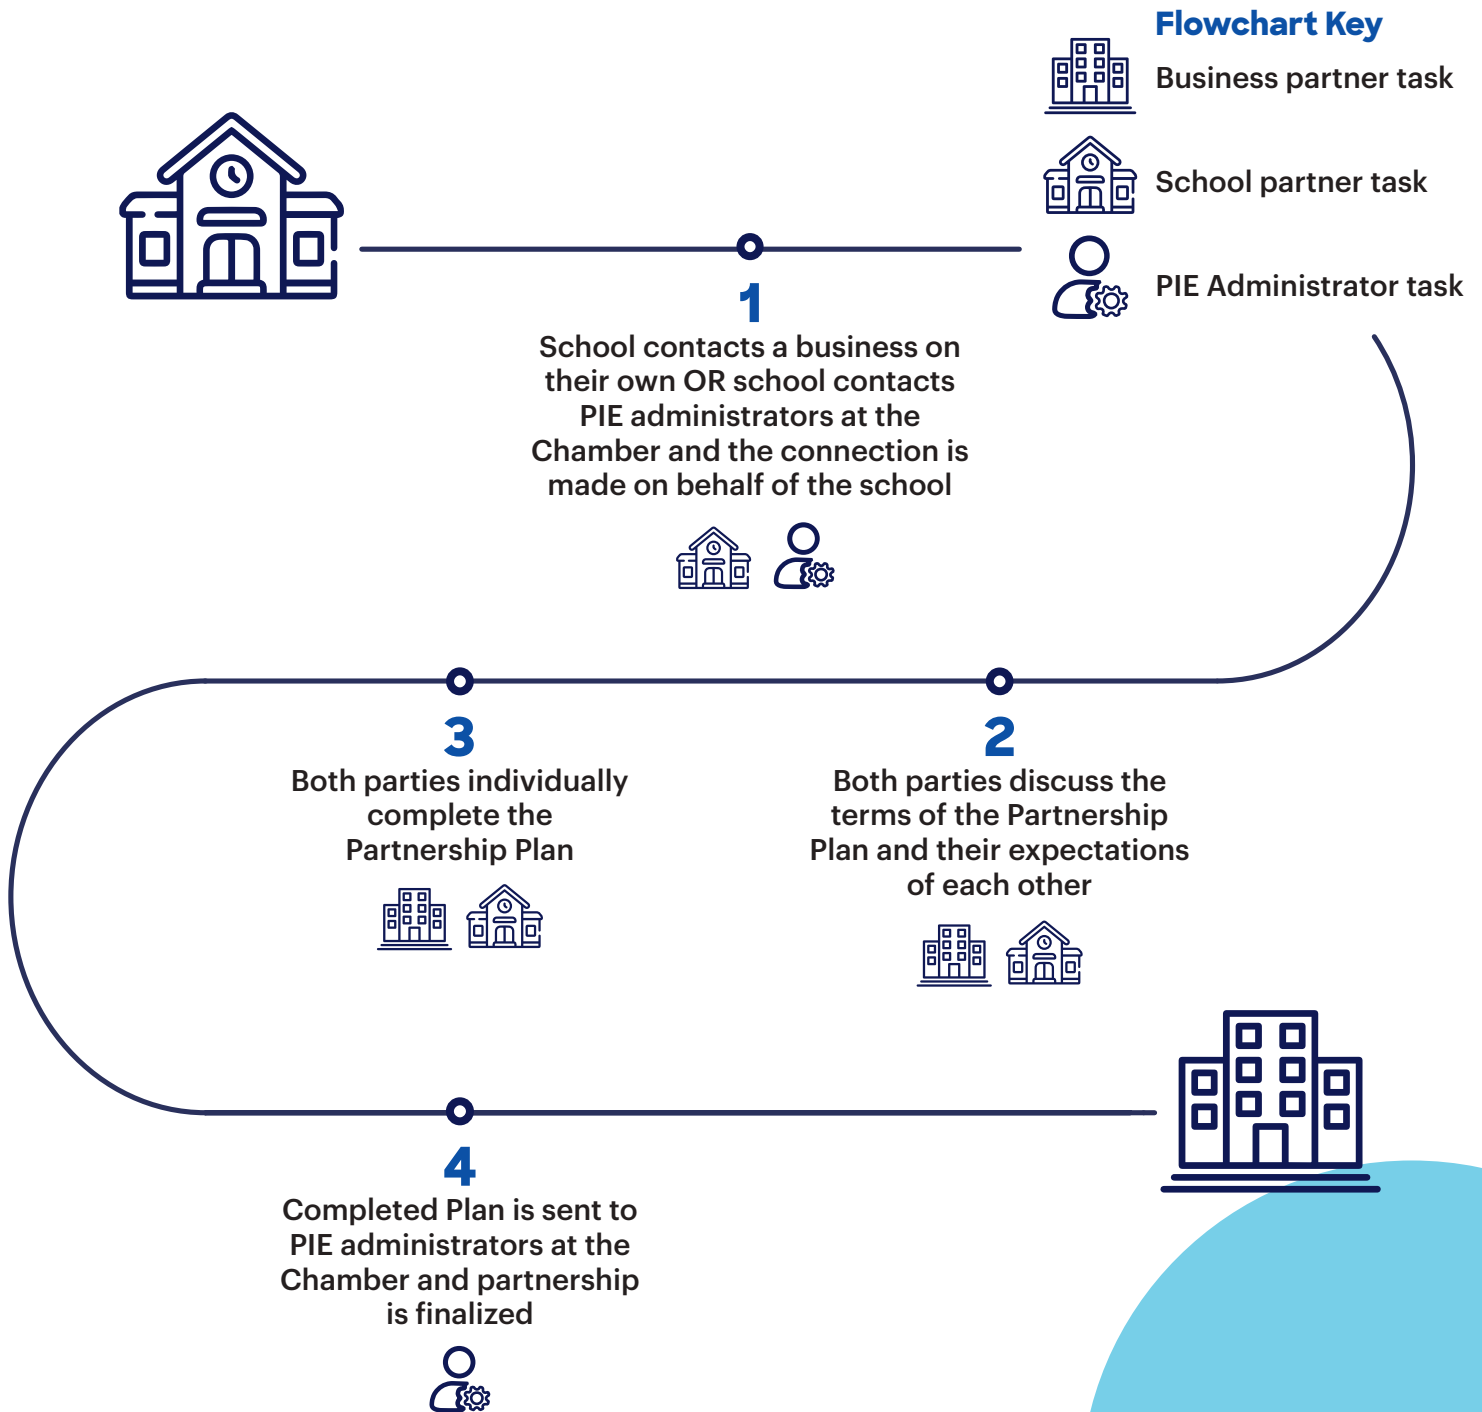 Flowchart Key
Business partner task
School partner task
PIE Administrator task
1
School contacts a business on
their own OR school contacts
PIE administrators at the
Chamber and the connection is
made on behalf of the school
2
Both parties discuss the
terms of the Partnership
Plan and their expectations
of each other
3
Both parties individually
complete the
Partnership Plan
4
Completed Plan is sent to
PIE administrators at the
Chamber and partnership
is finalized